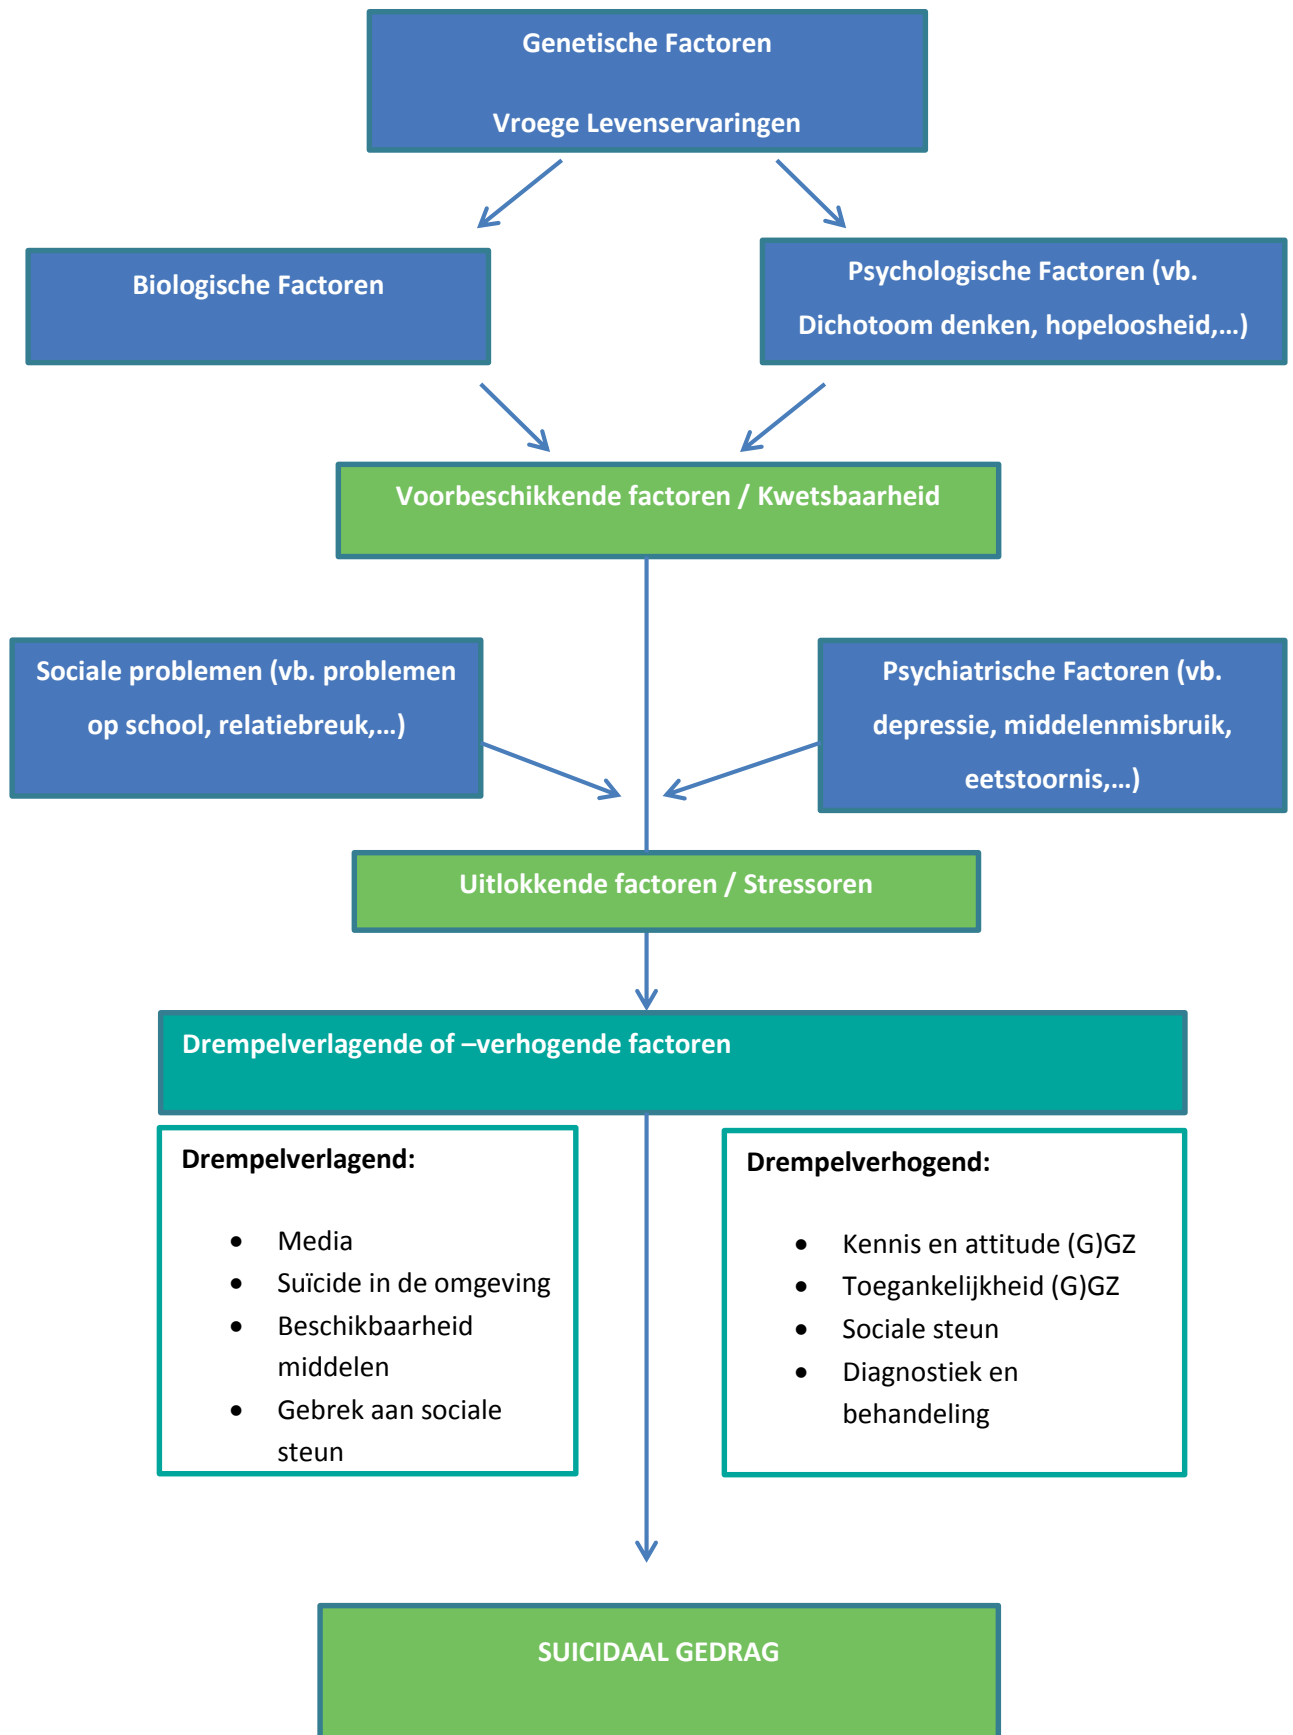 Genetische Factoren
Vroege Levenservaringen
Biologische Factoren
Psychologische Factoren (vb.
Dichotoom denken, hopeloosheid,...)
Voorbeschikkende factoren / Kwetsbaarheid
Sociale problemen (vb. problemen
op school, relatiebreuk,...)
Psychiatrische Factoren (vb.
depressie, middelenmisbruik,
eetstoornis,...)
Uitlokkende factoren / Stressoren
Drempelverlagende of –verhogende factoren
Drempelverlagend:
• Media
• Suïcide in de omgeving
• Beschikbaarheid
middelen
• Gebrek aan sociale
steun
Drempelverhogend:
• Kennis en attitude (G)GZ
• Toegankelijkheid (G)GZ
• Sociale steun
• Diagnostiek en
behandeling
SUICIDAAL GEDRAG